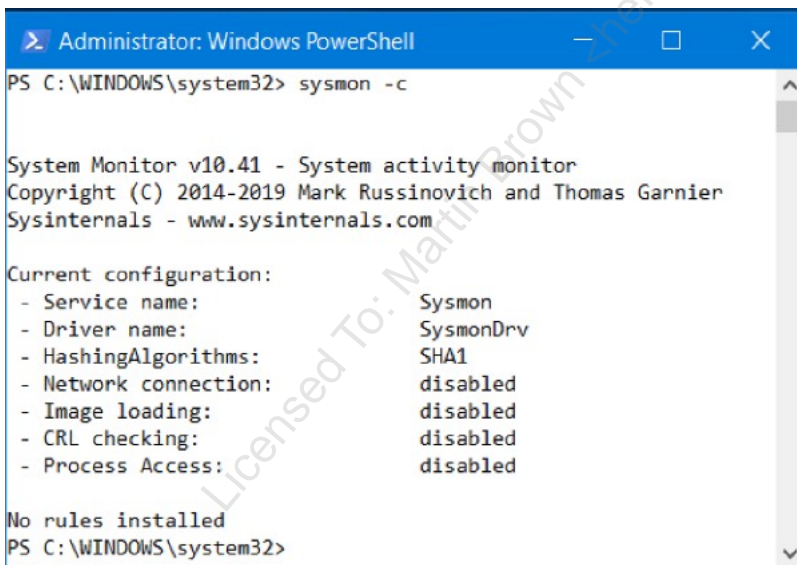 Administrator: Windows PowerShell
PS C:\WINDOWS\system32> sysmon -c
System Monitor v10.41 - System activity monitor
Copyright (C) 2014-2019 Mark Russinovich and Thomas Garnier
Sysinternals - www.sysinternals.com
Current configuration:
- Service name: Sysmon
- Driver name: SysmonDrv
- HashingAlgorithms: SHA1
- Network connection: disabled
- Image loading: disabled
- CRL checking: disabled
- Process Access: disabled
No rules installed
PS C:\WINDOWS\system32>
Licensed To: Martin Brown